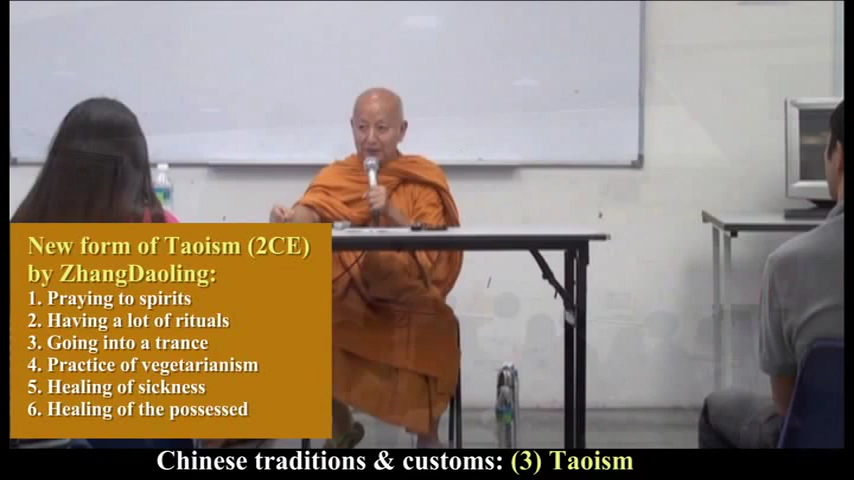 New form of Taoism (2CE)
by ZhangDaoling:
1. Praying to spirits
2. Having a lot of rituals
3. Going into a trance
4. Practice of vegetarianism
5. Healing of sickness
6. Healing of the possessed
Chinese traditions & customs: (3) Taoism